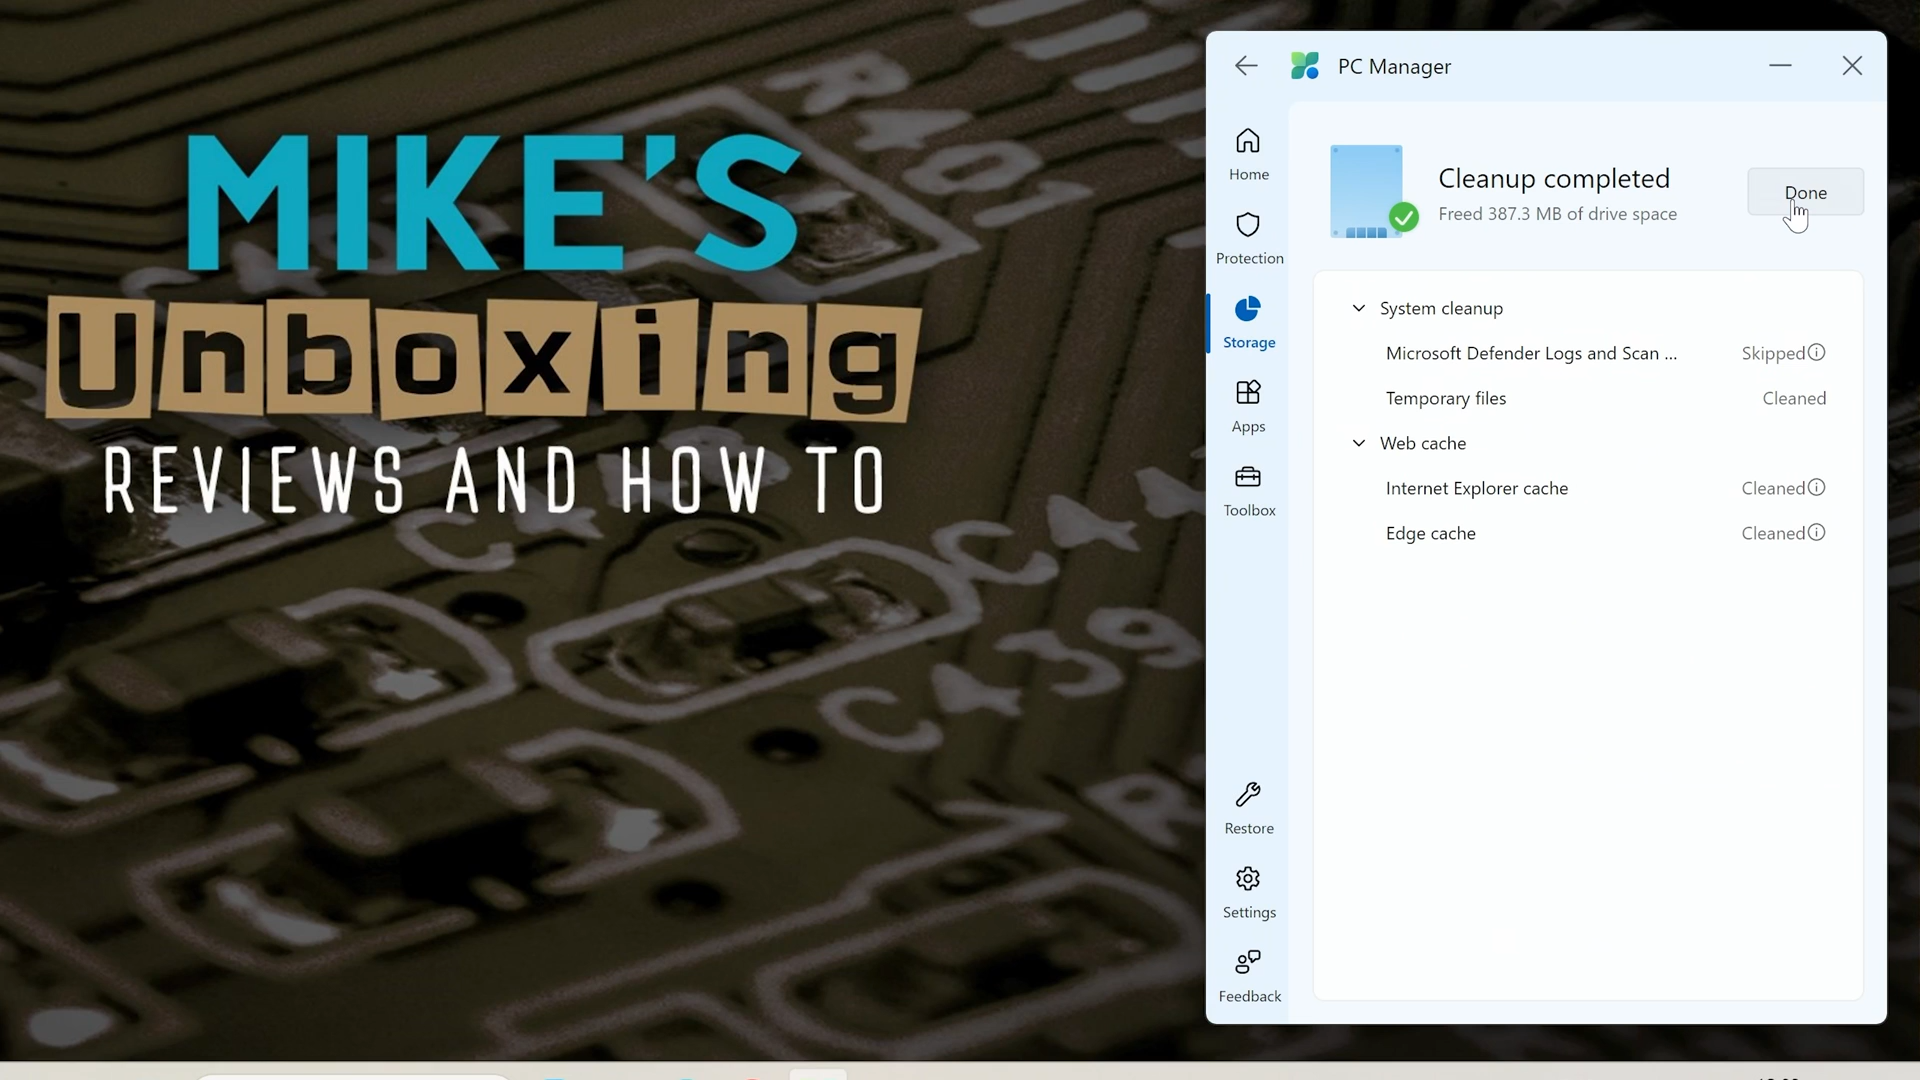 MIKE'S
Unboxing
REVIEWS AND HOW TO
R401
C439
PC Manager
Home
Protection
Storage
Apps
Toolbox
Restore
Settings
Feedback
Cleanup completed
Freed 387.3 MB of drive space
Done
System cleanup
Microsoft Defender Logs and Scan ... Skipped
Temporary files Cleaned
Web cache
Internet Explorer cache Cleaned
Edge cache Cleaned